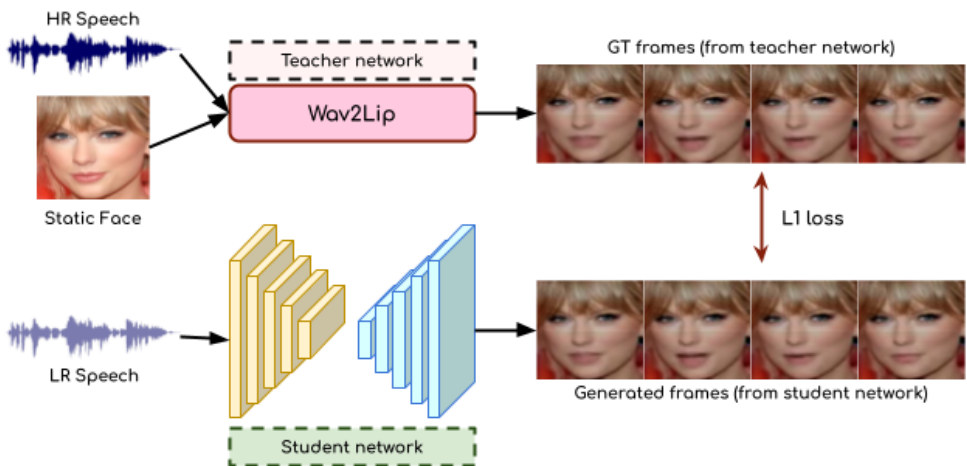 HR Speech
Teacher network
GT frames (from teacher network)
Wav2Lip
Static Face
L1 loss
LR Speech
Generated frames (from student network)
Student network